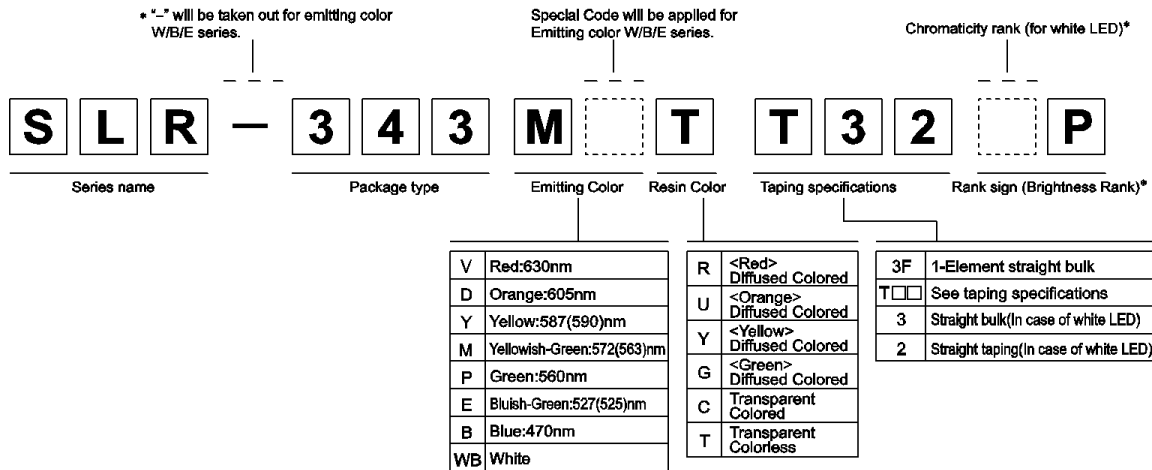 * "–" will be taken out for emitting color
W/B/E series.
Special Code will be applied for
Emitting color W/B/E series.
Chromaticity rank (for white LED)*
S L R – 3 4 3 M T T 3 2 P
Series name
Package type
Emitting Color
Resin Color
Taping specifications
Rank sign (Brightness Rank)*
V Red:630nm
D Orange:605nm
Y Yellow:587(590)nm
M Yellowish-Green:572(563)nm
P Green:560nm
E Bluish-Green:527(525)nm
B Blue:470nm
WB White
R <Red>
Diffused Colored
U <Orange>
Diffused Colored
Y <Yellow>
Diffused Colored
G <Green>
Diffused Colored
C Transparent
Colored
T Transparent
Colorless
3F 1-Element straight bulk
T□□ See taping specifications
3 Straight bulk(In case of white LED)
2 Straight taping(In case of white LED)